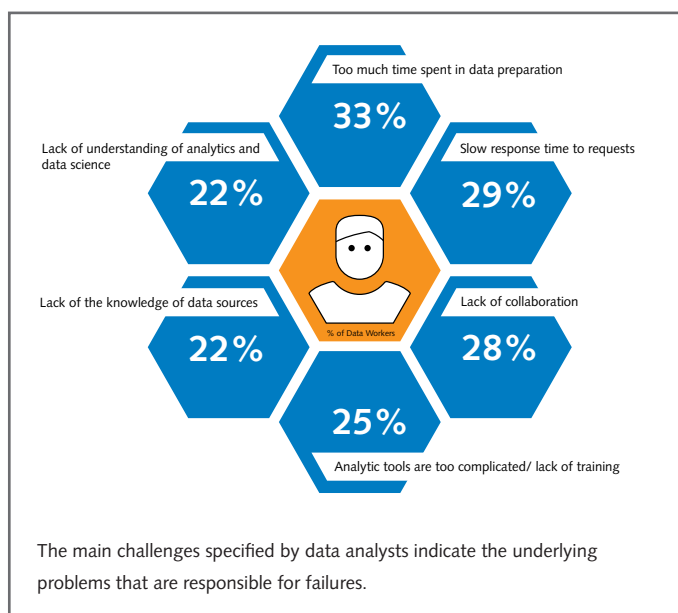 Too much time spent in data preparation
33%
Slow response time to requests
29%
Lack of collaboration
28%
25%
Analytic tools are too complicated/ lack of training
Lack of the knowledge of data sources
22%
Lack of understanding of analytics and
data science
22%
% of Data Workers
The main challenges specified by data analysts indicate the underlying
problems that are responsible for failures.